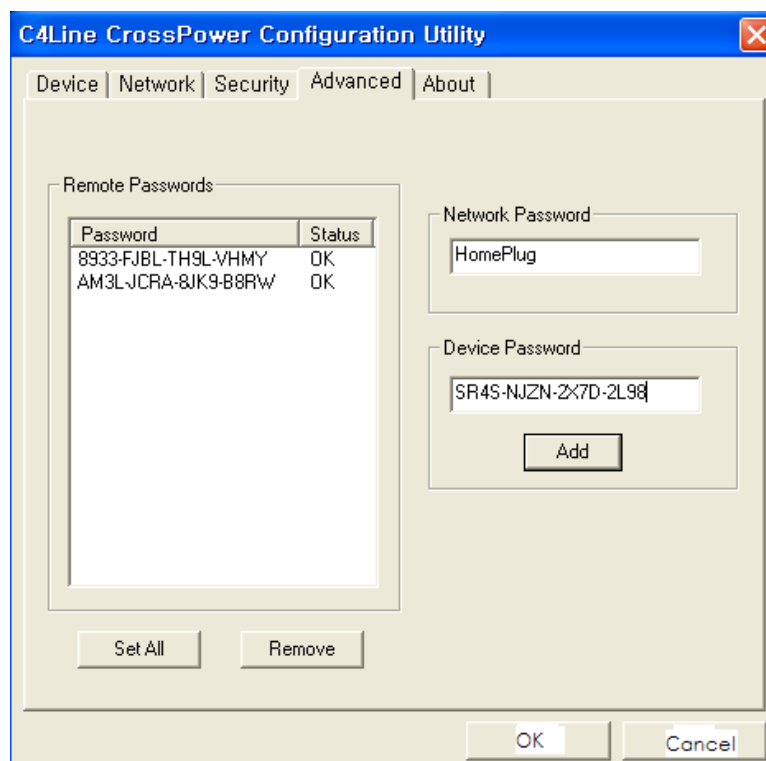 C4Line CrossPower Configuration Utility
Device Network Security Advanced About
Remote Passwords
Password Status
8933-FJBL-TH9L-VHMY OK
AM3L-JCRA-8JK9-B8RW OK
Network Password
HomePlug
Device Password
SR4S-NJZN-2X7D-2L98
Add
Set All Remove
OK Cancel